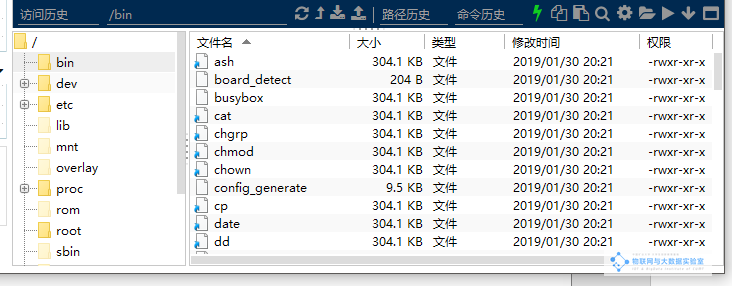 访问历史 /bin 路径历史 命令历史
/
文件名 大小 类型 修改时间 权限
bin
dev
etc
lib
mnt
overlay
proc
rom
root
sbin
ash 304.1 KB 文件 2019/01/30 20:21 -rwxr-xr-x
board_detect 204 B 文件 2019/01/30 20:21 -rwxr-xr-x
busybox 304.1 KB 文件 2019/01/30 20:21 -rwxr-xr-x
cat 304.1 KB 文件 2019/01/30 20:21 -rwxr-xr-x
chgrp 304.1 KB 文件 2019/01/30 20:21 -rwxr-xr-x
chmod 304.1 KB 文件 2019/01/30 20:21 -rwxr-xr-x
chown 304.1 KB 文件 2019/01/30 20:21 -rwxr-xr-x
config_generate 9.5 KB 文件 2019/01/30 20:21 -rwxr-xr-x
cp 304.1 KB 文件 2019/01/30 20:21 -rwxr-xr-x
date 304.1 KB 文件 2019/01/30 20:21 -rwxr-xr-x
dd 304.1 KB 文件 2019/01/30 20:21 -rwxr-xr-x
物联网与大数据实验室